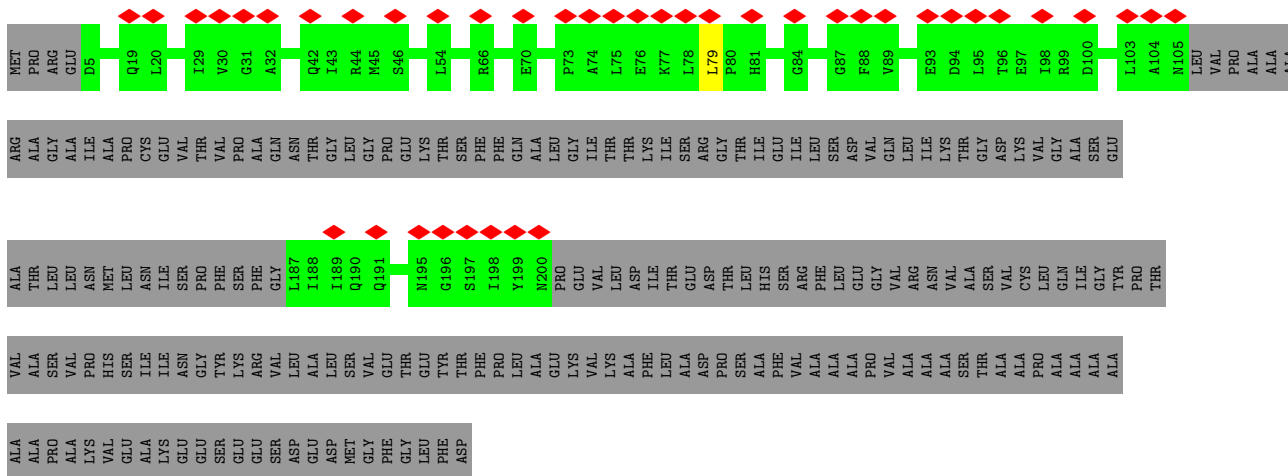 MET PRO ARG GLU D5 Q19 L20 I29 V30 G31 A32 Q42 I43 R44 M45 S46 L54 R66 E70 P73 A74 L75 E76 K77 L78 L79 P80 H81 G84 G87 F88 V89 E93 D94 L95 T96 E97 I98 R99 D100 L103 A104 N105 LEU VAL PRO ALA ALA ALA
ARG ALA GLY ALA ILE ALA PRO CYS GLU VAL THR VAL PRO ALA GLN ASN THR GLY LEU GLY PRO GLU LYS THR SER PHE PHE GLN ALA LEU GLY ILE THR THR LYS ILE SER ARG GLY THR ILE GLU ILE LEU SER ASP VAL GLN LEU ILE LYS THR GLY ASP LYS VAL GLY ALA SER GLU
ALA THR LEU LEU ASN MET LEU ASN ILE SER PRO PHE SER PHE GLY L187 I188 I189 Q190 Q191 N195 G196 S197 I198 Y199 N200 PRO GLU VAL LEU ASP ILE THR GLU ASP THR LEU HIS SER ARG PHE LEU GLU GLY VAL ARG ASN VAL ALA SER VAL CYS LEU GLN ILE GLY TYR PRO THR
VAL ALA SER VAL PRO HIS SER ILE ILE ASN GLY TYR LYS ARG VAL LEU ALA LEU SER VAL GLU THR GLU TYR THR PHE PRO LEU ALA GLU LYS VAL LYS ALA PHE LEU ALA ASP PRO SER ALA PHE VAL ALA ALA ALA PRO VAL ALA ALA ALA SER THR ALA ALA PRO ALA ALA ALA ALA
ALA ALA PRO ALA LYS VAL GLU ALA LYS GLU GLU SER GLU GLU SER ASP GLU ASP MET GLY PHE GLY LEU PHE ASP